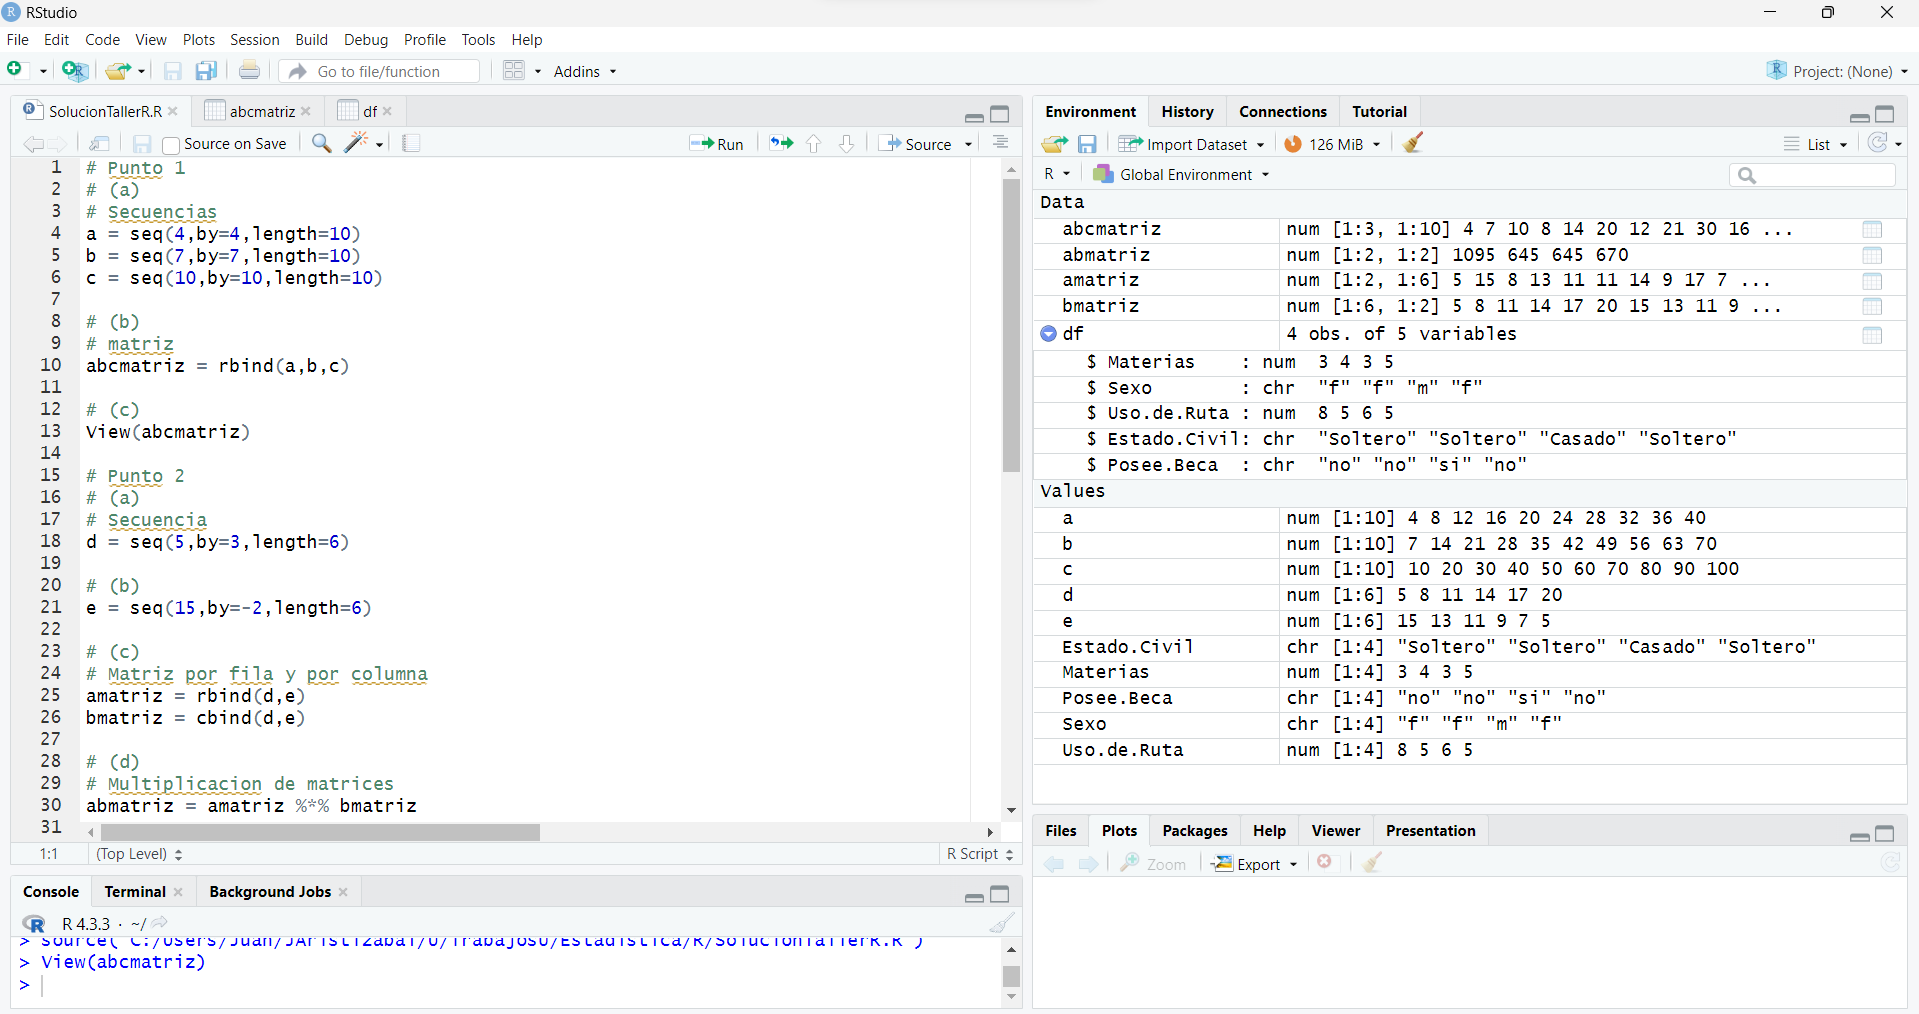 RStudio
File Edit Code View Plots Session Build Debug Profile Tools Help
Go to file/function Addins Project: (None)
SolucionTallerR.R abcmatriz df
Source on Save Run Source
1 # Punto 1
2 # (a)
3 # Secuencias
4 a = seq(4,by=4,length=10)
5 b = seq(7,by=7,length=10)
6 c = seq(10,by=10,length=10)
7
8 # (b)
9 # matriz
10 abcmatriz = rbind(a,b,c)
11
12 # (c)
13 View(abcmatriz)
14
15 # Punto 2
16 # (a)
17 # Secuencia
18 d = seq(5,by=3,length=6)
19
20 # (b)
21 e = seq(15,by=-2,length=6)
22
23 # (c)
24 # Matriz por fila y por columna
25 amatriz = rbind(d,e)
26 bmatriz = cbind(d,e)
27
28 # (d)
29 # Multiplicacion de matrices
30 abmatriz = amatriz %*% bmatriz
31
1:1 (Top Level) R Script
Console Terminal Background Jobs
R 4.3.3 · ~/
> source("C:/Users/Juan/JAristizabal/U/TrabajosU/Estadistica/R/SolucionTallerR.R")
> View(abcmatriz)
>
Environment History Connections Tutorial
Import Dataset 126 MiB List
R Global Environment
Data
abcmatriz num [1:3, 1:10] 4 7 10 8 14 20 12 21 30 16 ...
abmatriz num [1:2, 1:2] 1095 645 645 670
amatriz num [1:2, 1:6] 5 15 8 13 11 11 14 9 17 7 ...
bmatriz num [1:6, 1:2] 5 8 11 14 17 20 15 13 11 9 ...
df 4 obs. of 5 variables
$ Materias : num 3 4 3 5
$ Sexo : chr "f" "f" "m" "f"
$ Uso.de.Ruta : num 8 5 6 5
$ Estado.Civil: chr "Soltero" "Soltero" "Casado" "Soltero"
$ Posee.Beca : chr "no" "no" "si" "no"
Values
a num [1:10] 4 8 12 16 20 24 28 32 36 40
b num [1:10] 7 14 21 28 35 42 49 56 63 70
c num [1:10] 10 20 30 40 50 60 70 80 90 100
d num [1:6] 5 8 11 14 17 20
e num [1:6] 15 13 11 9 7 5
Estado.Civil chr [1:4] "Soltero" "Soltero" "Casado" "Soltero"
Materias num [1:4] 3 4 3 5
Posee.Beca chr [1:4] "no" "no" "si" "no"
Sexo chr [1:4] "f" "f" "m" "f"
Uso.de.Ruta num [1:4] 8 5 6 5
Files Plots Packages Help Viewer Presentation
Zoom Export